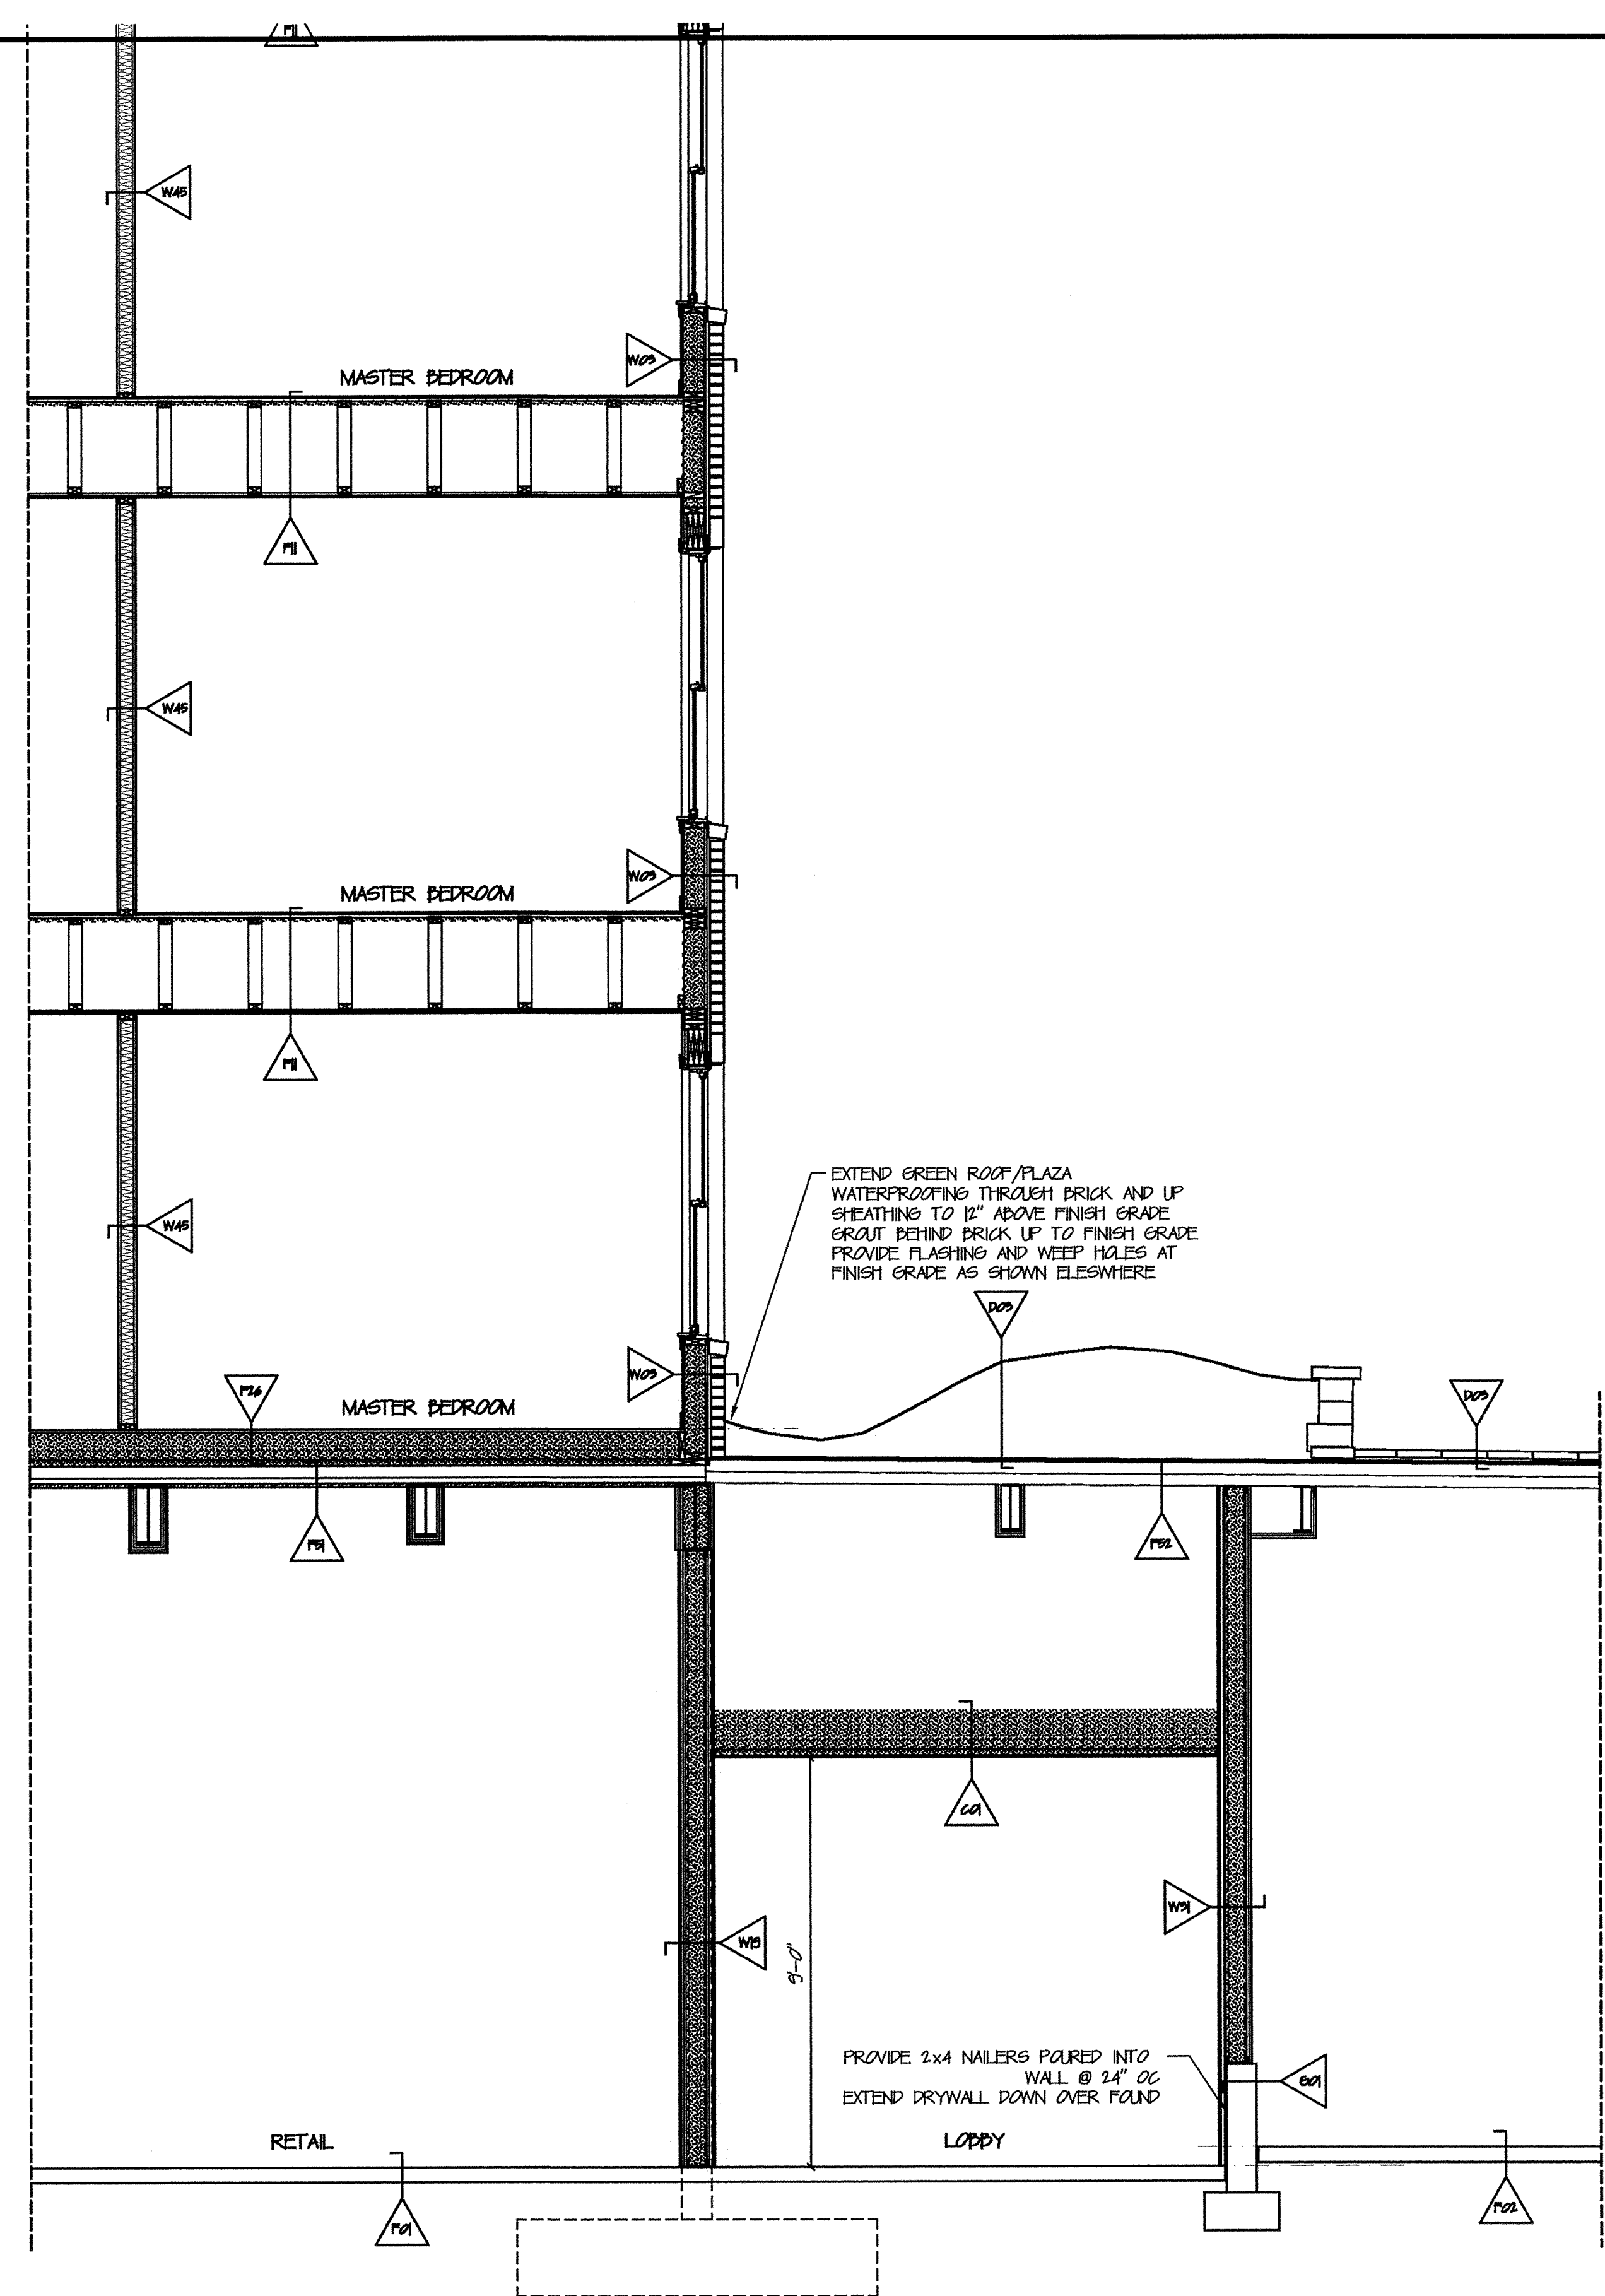 F11
W45
W03
MASTER BEDROOM
F11
W45
W03
MASTER BEDROOM
F11
EXTEND GREEN ROOF/PLAZA
WATERPROOFING THROUGH BRICK AND UP
SHEATHING TO 12" ABOVE FINISH GRADE
GROUT BEHIND BRICK UP TO FINISH GRADE
PROVIDE FLASHING AND WEEP HOLES AT
FINISH GRADE AS SHOWN ELESWHERE
W45
D03
W03
F26
D03
MASTER BEDROOM
F51
F52
C01
W31
W13
9'-0"
PROVIDE 2x4 NAILERS POURED INTO
WALL @ 24" OC
EXTEND DRYWALL DOWN OVER FOUND
G01
RETAIL
LOBBY
F01
F02